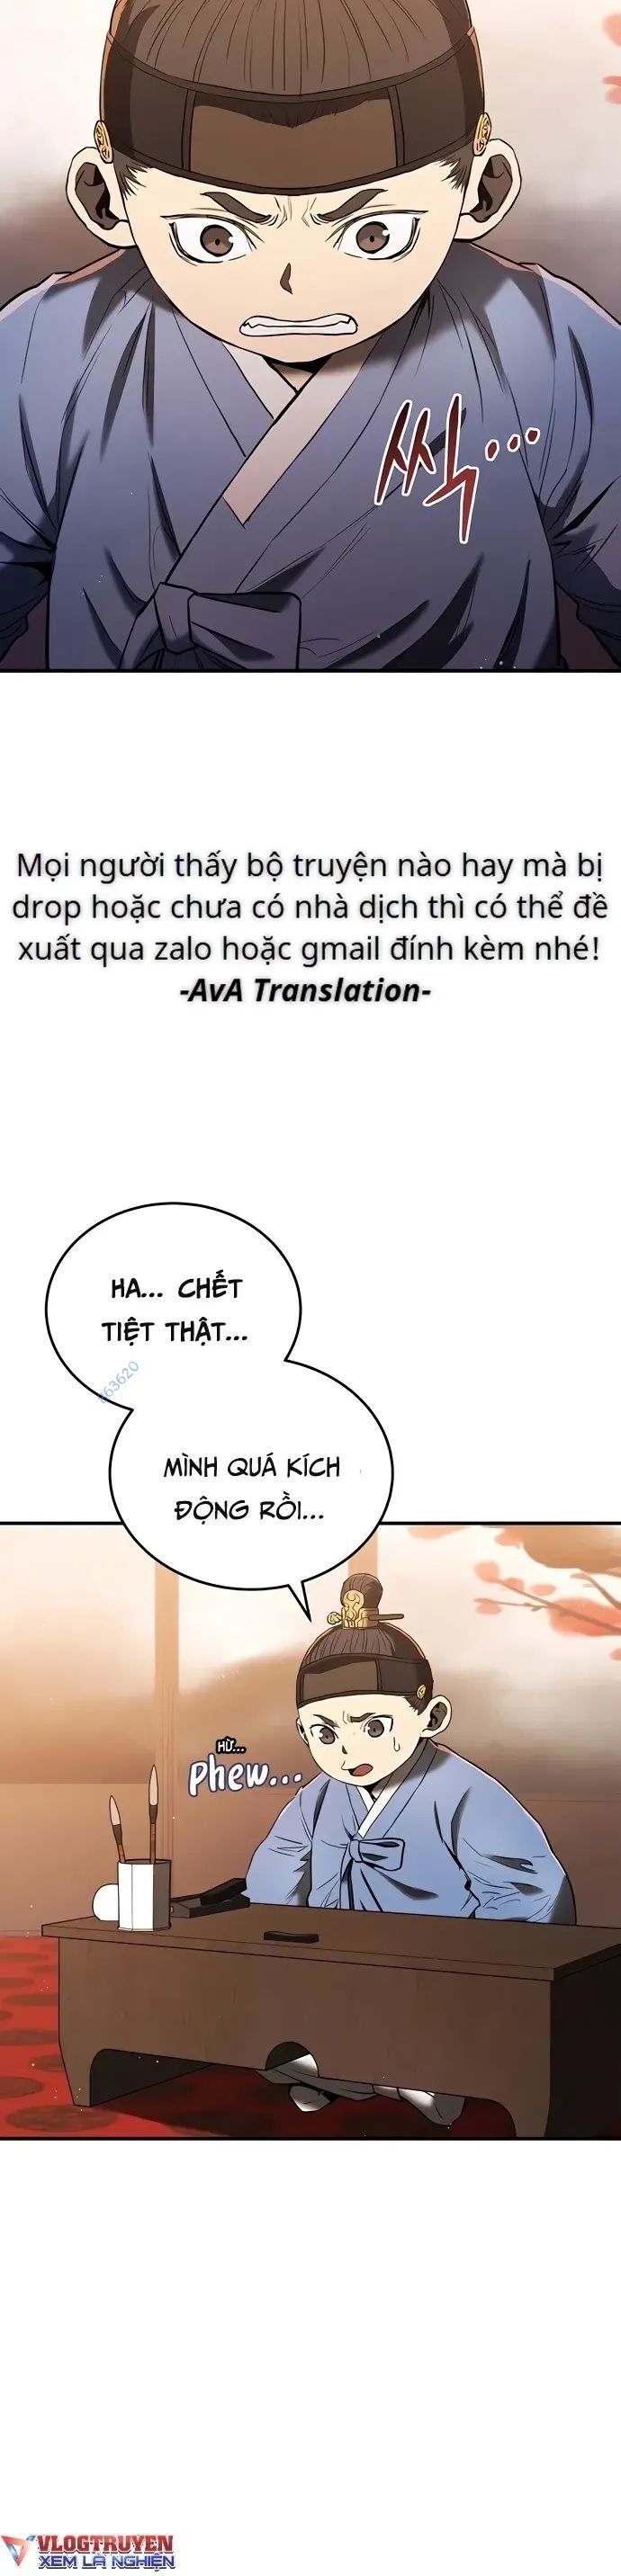 씨...
Mọi người thấy bộ truyện nào hay mà bị
drop hoặc chưa có nhà dịch thì có thể đề
xuất qua zalo hoặc gmail đính kèm nhé!
-AvA Translation-
HA... CHẾT
TIỆT THẬT...
863620
MÌNH QUÁ KÍCH
ĐỘNG RỒI...
HỪ...
Phew...
VLOGTRUYEN
XEM LÀ NGHIỆN